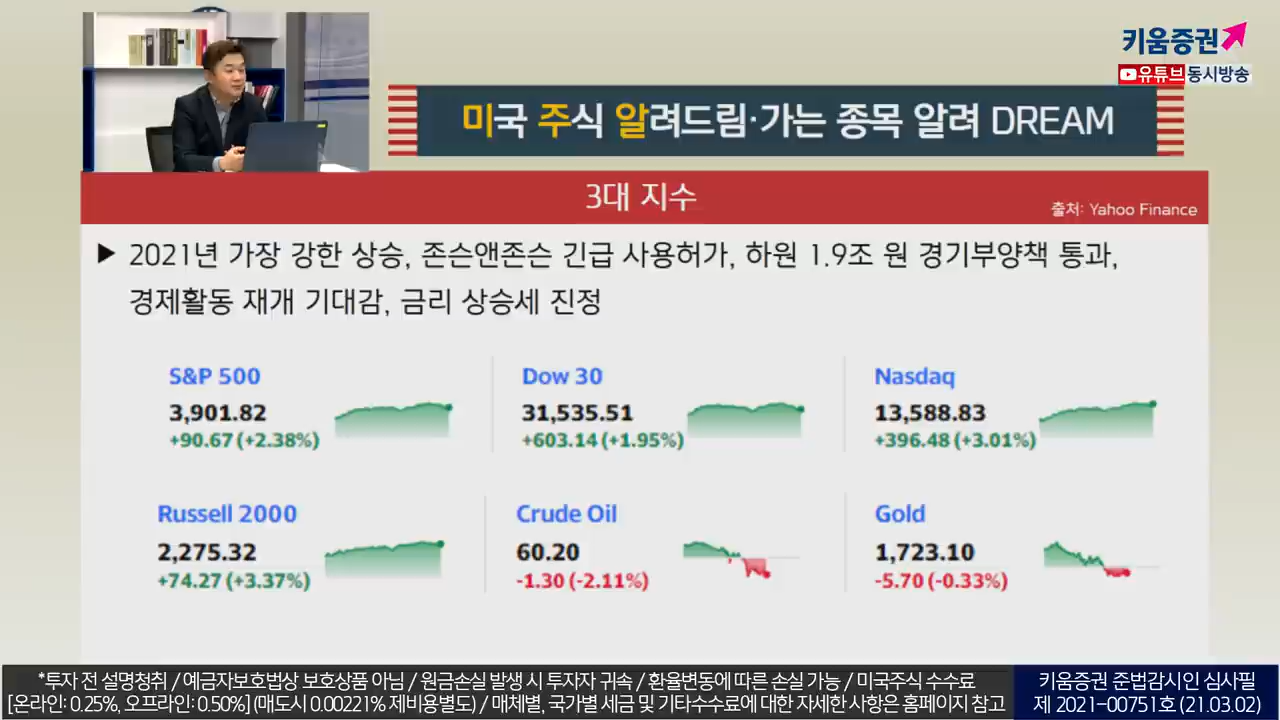 키움증권
유튜브동시방송
미국 주식 알려드림·가는 종목 알려 DREAM
3대 지수
출처: Yahoo Finance
▶ 2021년 가장 강한 상승, 존슨앤존슨 긴급 사용허가, 하원 1.9조 원 경기부양책 통과,
경제활동 재개 기대감, 금리 상승세 진정
S&P 500
3,901.82
+90.67 (+2.38%)
Dow 30
31,535.51
+603.14 (+1.95%)
Nasdaq
13,588.83
+396.48 (+3.01%)
Russell 2000
2,275.32
+74.27 (+3.37%)
Crude Oil
60.20
-1.30 (-2.11%)
Gold
1,723.10
-5.70 (-0.33%)
*투자 전 설명청취 / 예금자보호법상 보호상품 아님 / 원금손실 발생 시 투자자 귀속 / 환율변동에 따른 손실 가능 / 미국주식 수수료
[온라인: 0.25%, 오프라인: 0.50%] (매도시 0.00221% 제비용별도) / 매체별, 국가별 세금 및 기타수수료에 대한 자세한 사항은 홈페이지 참고
키움증권 준법감시인 심사필
제 2021-00751호 (21.03.02)